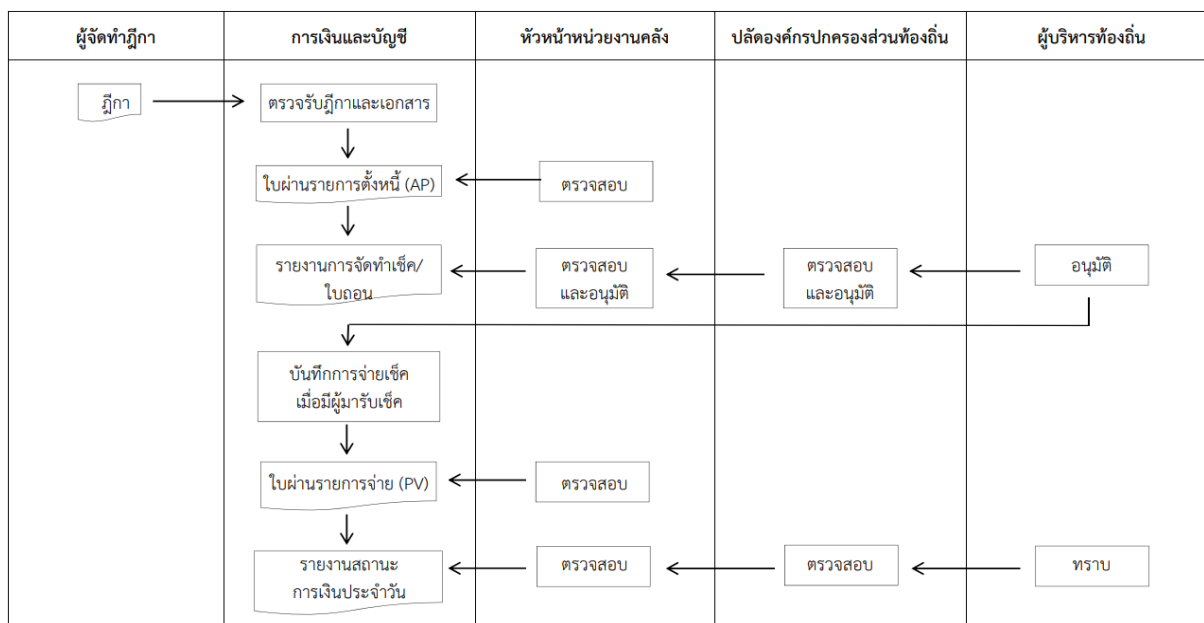 ผู้จัดทำฎีกา
การเงินและบัญชี
หัวหน้าหน่วยงานคลัง
ปลัดองค์กรปกครองส่วนท้องถิ่น
ผู้บริหารท้องถิ่น
ฎีกา
ตรวจรับฎีกาและเอกสาร
ใบผ่านรายการตั้งหนี้ (AP)
ตรวจสอบ
รายงานการจัดทำเช็ค/
ใบถอน
ตรวจสอบ
และอนุมัติ
ตรวจสอบ
และอนุมัติ
อนุมัติ
บันทึกการจ่ายเช็ค
เมื่อมีผู้มารับเช็ค
ใบผ่านรายการจ่าย (PV)
ตรวจสอบ
รายงานสถานะ
การเงินประจำวัน
ตรวจสอบ
ตรวจสอบ
ทราบ